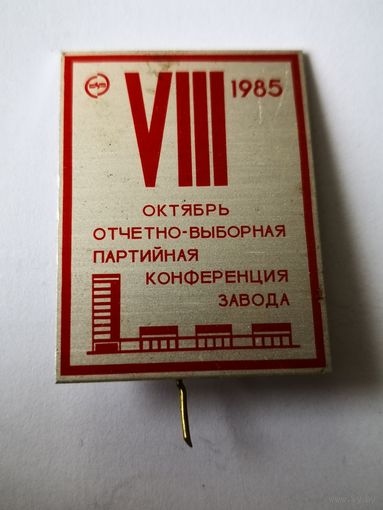 VIII 1985
ОКТЯБРЬ
ОТЧЕТНО-ВЫБОРНАЯ
ПАРТИЙНАЯ
КОНФЕРЕНЦИЯ
ЗАВОДА